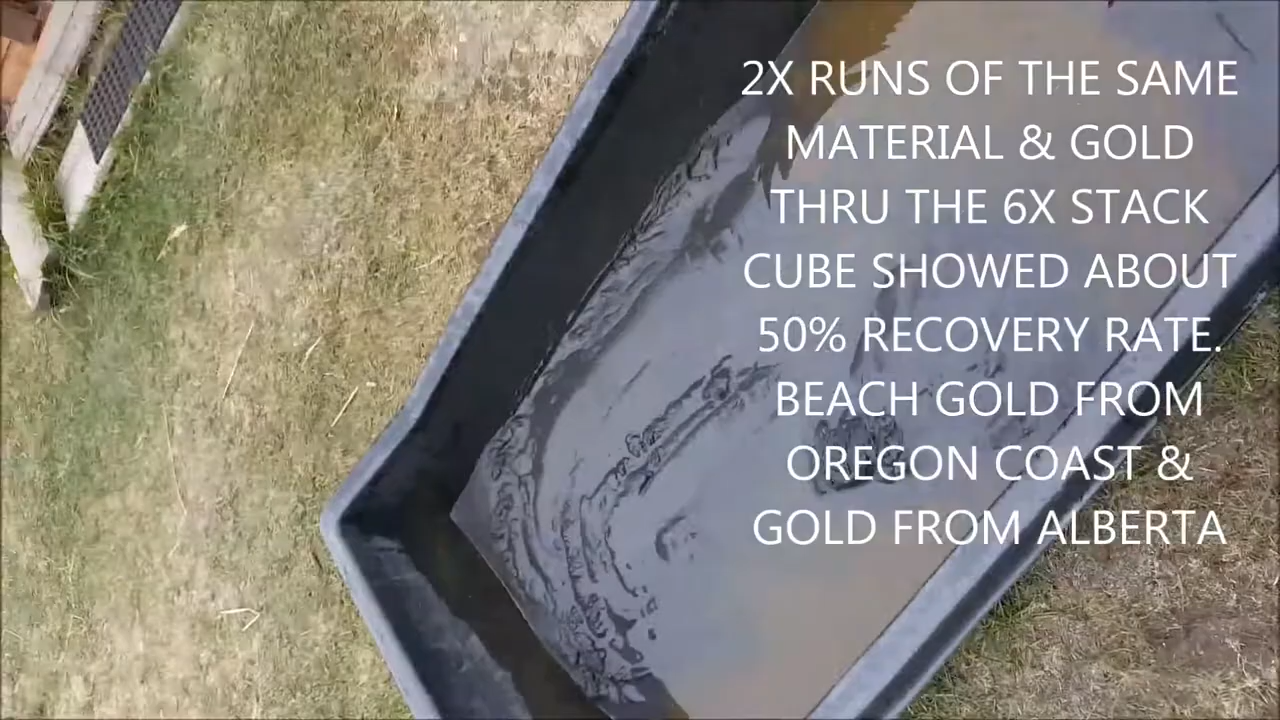 2X RUNS OF THE SAME
MATERIAL & GOLD
THRU THE 6X STACK
CUBE SHOWED ABOUT
50% RECOVERY RATE.
BEACH GOLD FROM
OREGON COAST &
GOLD FROM ALBERTA